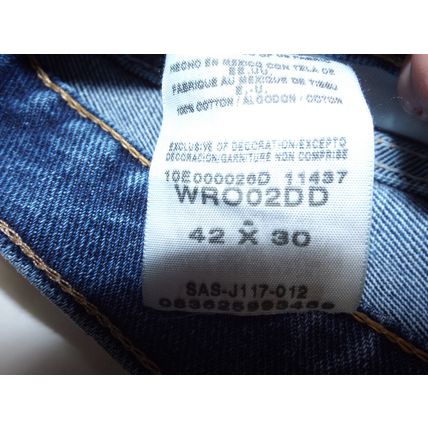 HECHO EN MEXICO CON TELA DE
EE.UU.
FABRIQUE AU MEXIQUE DE TISSU
É.-U.
100% COTTON / ALGODON / COTON
EXCLUSIVE OF DECORATION/EXCEPTO
DECORACION/GARNITURE NON COMPRISE
10E000026D 11437
WRO02DD
42 X 30
SAS-J117-012